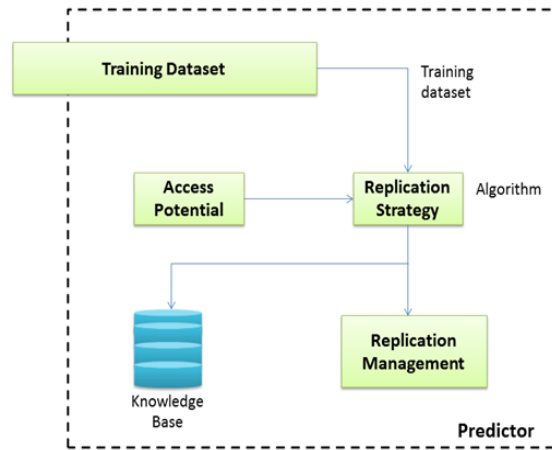 Training Dataset
Training
dataset
Access
Potential
Replication
Strategy
Algorithm
Knowledge
Base
Replication
Management
Predictor